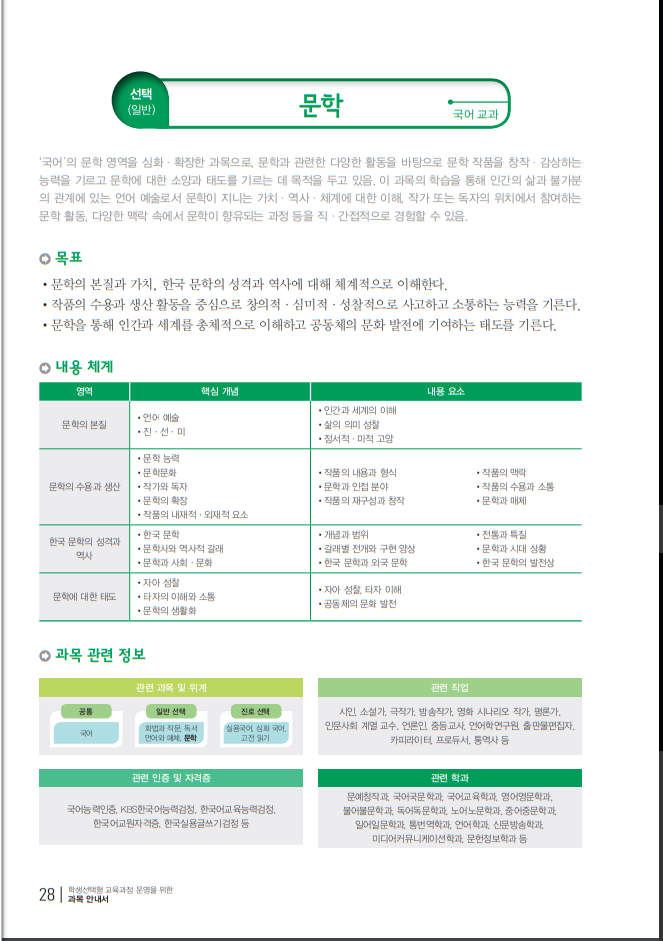 선택
(일반)
문학
국어 교과
‘국어’의 문학 영역을 심화 · 확장한 과목으로, 문학과 관련한 다양한 활동을 바탕으로 문학 작품을 창작 · 감상하는
능력을 기르고 문학에 대한 소양과 태도를 기르는 데 목적을 두고 있음. 이 과목의 학습을 통해 인간의 삶과 불가분
의 관계에 있는 언어 예술로서 문학이 지니는 가치 · 역사 · 체계에 대한 이해, 작가 또는 독자의 위치에서 참여하는
문학 활동, 다양한 맥락 속에서 문학이 향유되는 과정 등을 직 · 간접적으로 경험할 수 있음.
목표
• 문학의 본질과 가치, 한국 문학의 성격과 역사에 대해 체계적으로 이해한다.
• 작품의 수용과 생산 활동을 중심으로 창의적 · 심미적 · 성찰적으로 사고하고 소통하는 능력을 기른다.
• 문학을 통해 인간과 세계를 총체적으로 이해하고 공동체의 문화 발전에 기여하는 태도를 기른다.
내용 체계
영역 핵심 개념 내용 요소
문학의 본질
• 언어 예술
• 진 · 선 · 미
• 인간과 세계의 이해
• 삶의 의미 성찰
• 정서적 · 미적 고양
문학의 수용과 생산
• 문학 능력
• 문학문화
• 작가와 독자
• 문학의 확장
• 작품의 내재적 · 외재적 요소
• 작품의 내용과 형식
• 문학과 인접 분야
• 작품의 재구성과 창작
• 작품의 맥락
• 작품의 수용과 소통
• 문학과 매체
한국 문학의 성격과
역사
• 한국 문학
• 문학사와 역사적 갈래
• 문학과 사회 · 문화
• 개념과 범위
• 갈래별 전개와 구현 양상
• 한국 문학과 외국 문학
• 전통과 특질
• 문학과 시대 상황
• 한국 문학의 발전상
문학에 대한 태도
• 자아 성찰
• 타자의 이해와 소통
• 문학의 생활화
• 자아 성찰, 타자 이해
• 공동체의 문화 발전
과목 관련 정보
관련 과목 및 위계
공통
국어
일반 선택
화법과 작문, 독서
언어와 매체, 문학
진로 선택
실용국어, 심화 국어,
고전 읽기
관련 직업
시인, 소설가, 극작가, 방송작가, 영화 시나리오 작가, 평론가,
인문사회 계열 교수, 언론인, 중등교사, 언어학연구원, 출판물편집자,
카피라이터, 프로듀서, 통역사 등
관련 인증 및 자격증
국어능력인증, KBS한국어능력검정, 한국어교육능력검정,
한국어교원자격증, 한국실용글쓰기검정 등
관련 학과
문예창작과, 국어국문학과, 국어교육학과, 영어영문학과,
불어불문학과, 독어독문학과, 노어노문학과, 중어중문학과,
일어일문학과, 통번역학과, 언어학과, 신문방송학과,
미디어커뮤니케이션학과, 문헌정보학과 등
28
학생선택형 교육과정 운영을 위한
과목 안내서